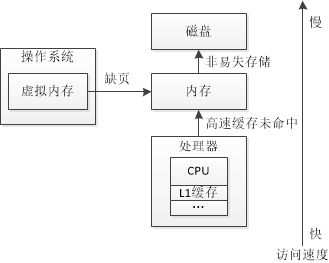 磁盘
慢
操作系统
非易失存储
缺页
虚拟内存
内存
高速缓存未命中
处理器
CPU
L1缓存
...
快
访问速度